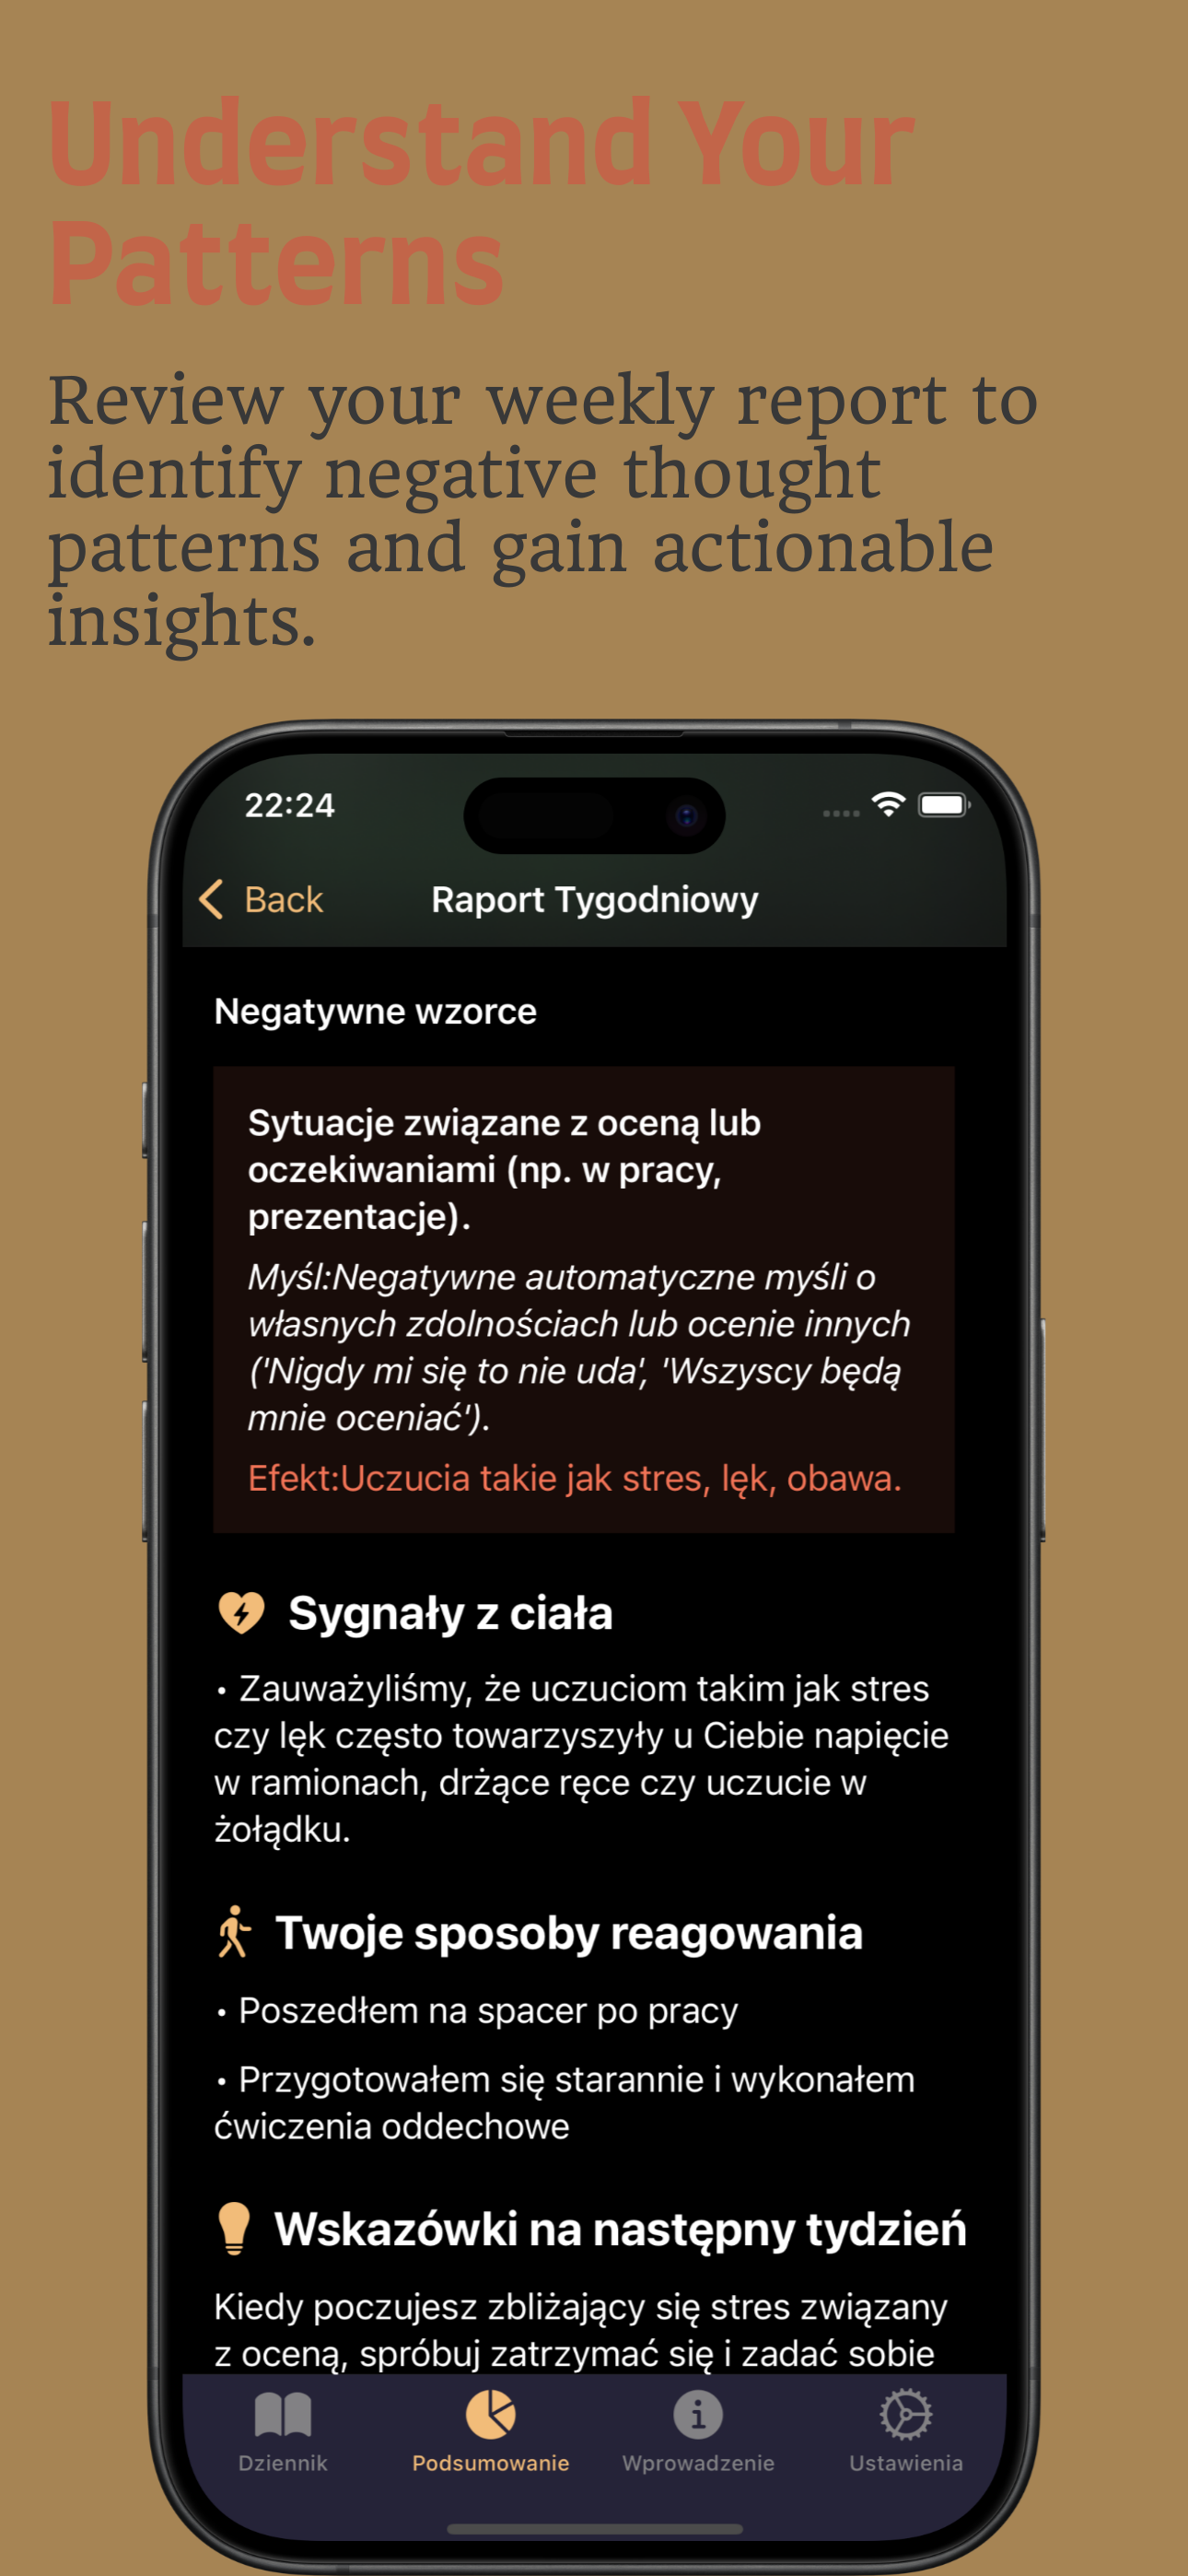 Understand Your
Patterns
Review your weekly report to
identify negative thought
patterns and gain actionable
insights.
22:24
Back
Raport Tygodniowy
Negatywne wzorce
Sytuacje związane z oceną lub
oczekiwaniami (np. w pracy,
prezentacje).
Myśl:Negatywne automatyczne myśli o
własnych zdolnościach lub ocenie innych
('Nigdy mi się to nie uda', 'Wszyscy będą
mnie oceniać').
Efekt:Uczucia takie jak stres, lęk, obawa.
Sygnały z ciała
• Zauważyliśmy, że uczuciom takim jak stres
czy lęk często towarzyszyły u Ciebie napięcie
w ramionach, drżące ręce czy uczucie w
żołądku.
Twoje sposoby reagowania
• Poszedłem na spacer po pracy
• Przygotowałem się starannie i wykonałem
ćwiczenia oddechowe
Wskazówki na następny tydzień
Kiedy poczujesz zbliżający się stres związany
z oceną, spróbuj zatrzymać się i zadać sobie
Dziennik
Podsumowanie
Wprowadzenie
Ustawienia